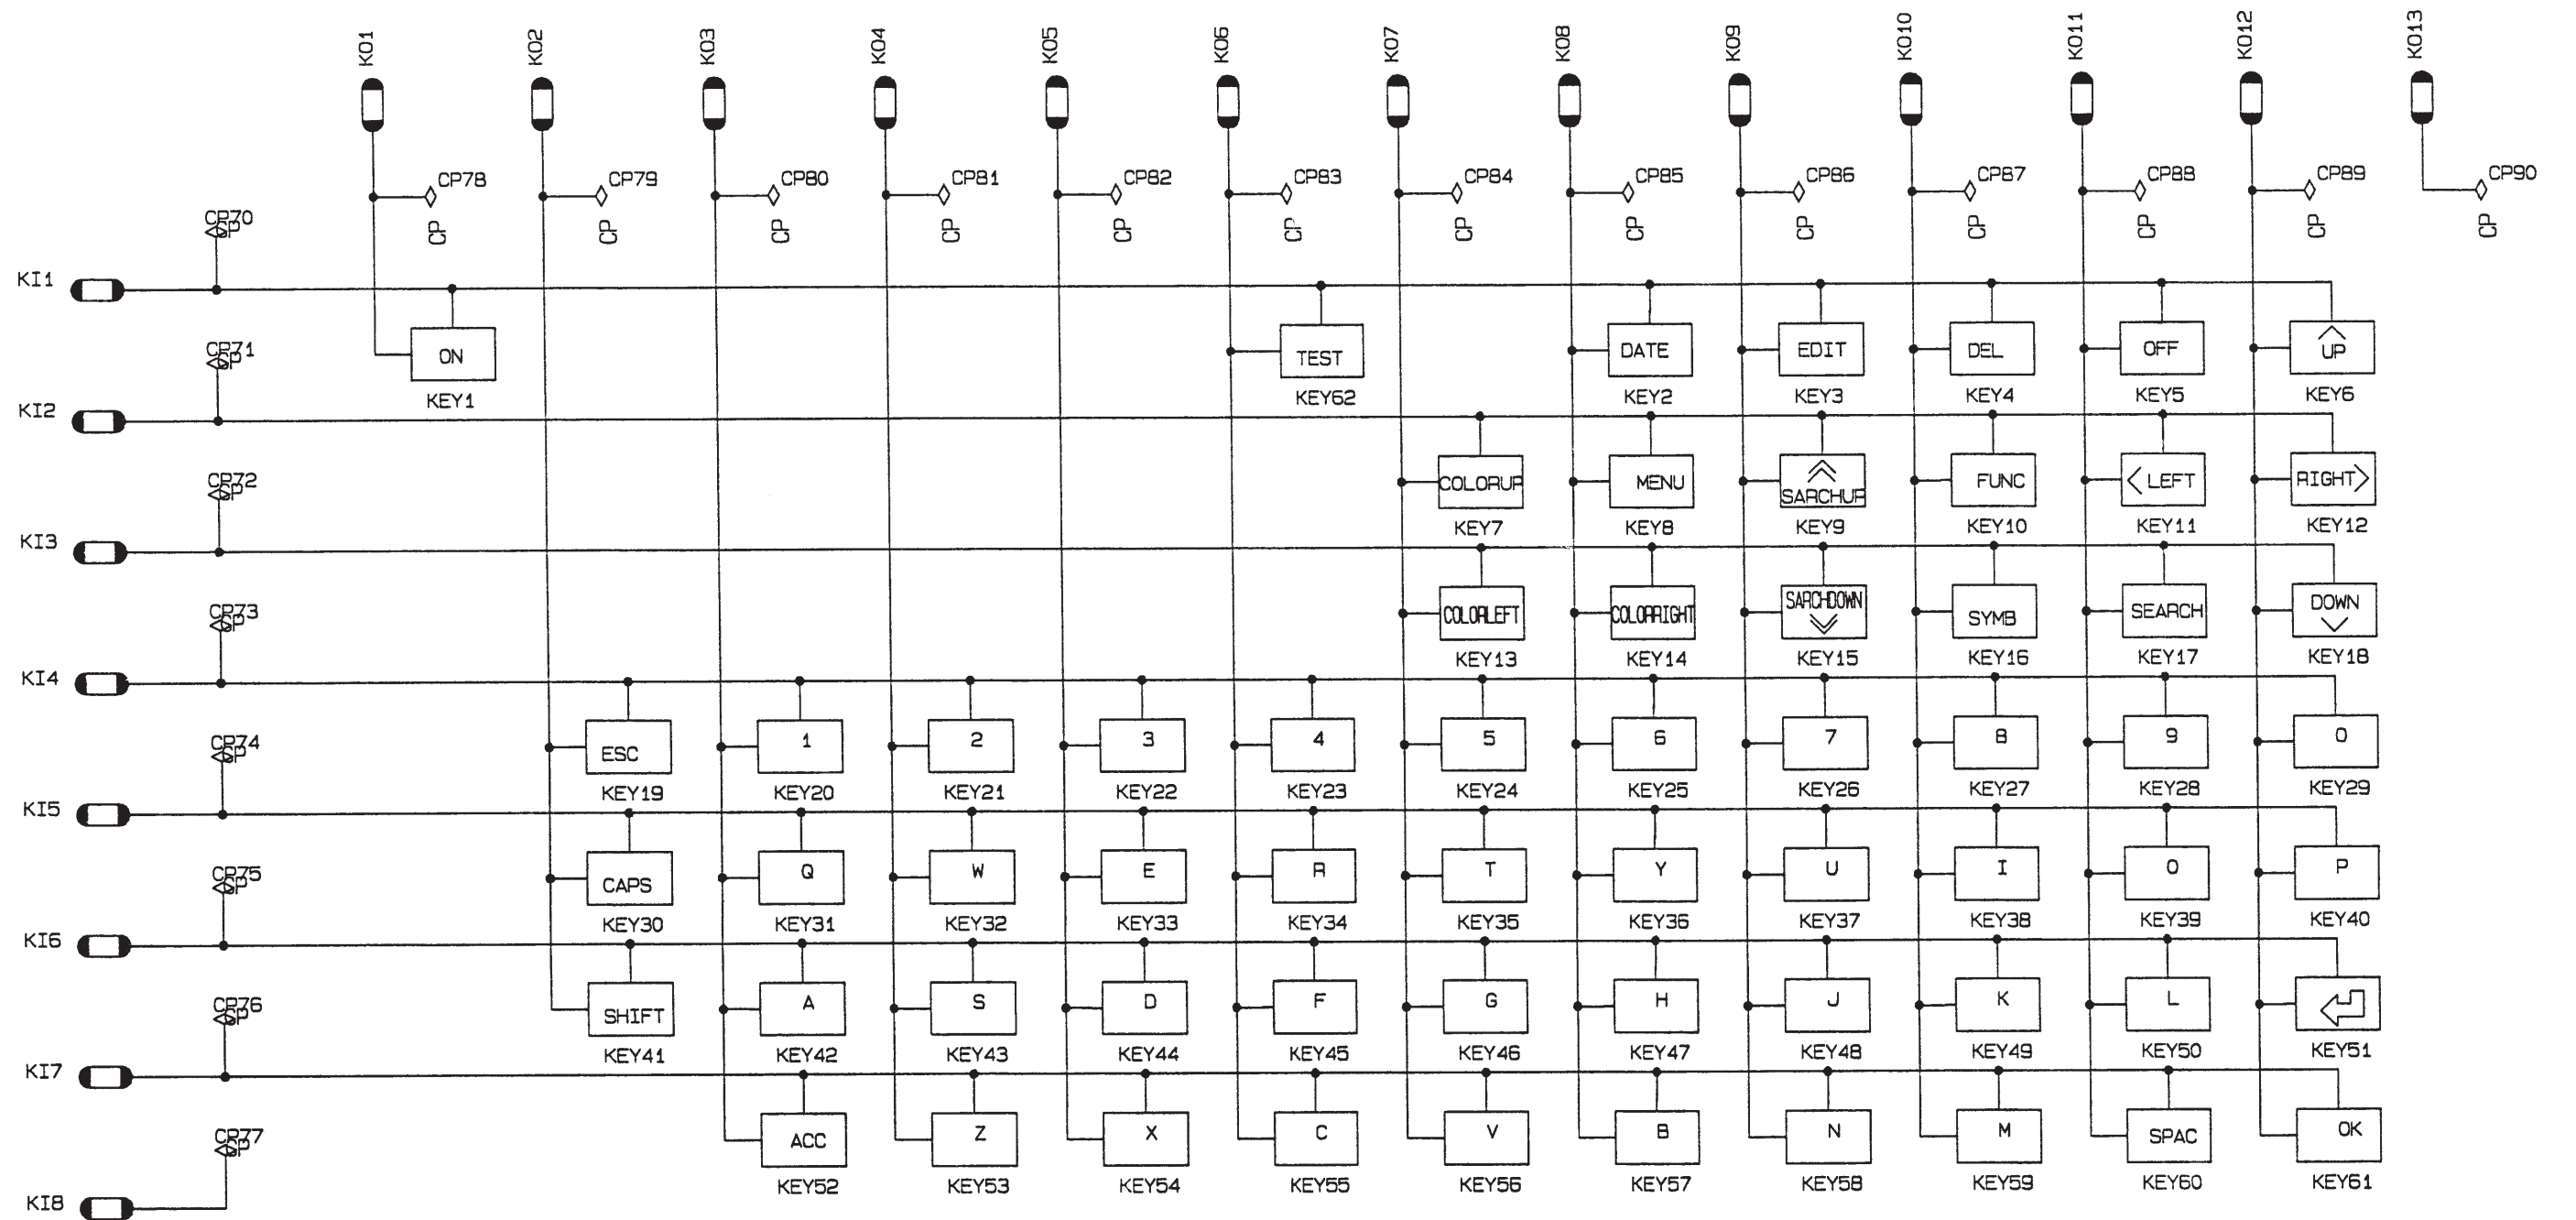 KO1 KO2 KO3 KO4 KO5 KO6 KO7 KO8 KO9 KO10 KO11 KO12 KO13
CP78 CP79 CP80 CP81 CP82 CP83 CP84 CP85 CP86 CP87 CP88 CP89 CP90
CP CP CP CP CP CP CP CP CP CP CP CP CP
CP70
CP
KI1
ON TEST DATE EDIT DEL OFF UP
CP71
CP
KEY1 KEY62 KEY2 KEY3 KEY4 KEY5 KEY6
KI2
COLORUP MENU SARCHUP FUNC LEFT RIGHT
CP72
CP
KEY7 KEY8 KEY9 KEY10 KEY11 KEY12
KI3
COLORLEFT COLORRIGHT SARCHDOWN SYMB SEARCH DOWN
CP73
CP
KEY13 KEY14 KEY15 KEY16 KEY17 KEY18
KI4
ESC 1 2 3 4 5 6 7 8 9 0
CP74
CP
KEY19 KEY20 KEY21 KEY22 KEY23 KEY24 KEY25 KEY26 KEY27 KEY28 KEY29
KI5
CAPS Q W E R T Y U I O P
CP75
CP
KEY30 KEY31 KEY32 KEY33 KEY34 KEY35 KEY36 KEY37 KEY38 KEY39 KEY40
KI6
SHIFT A S D F G H J K L
CP76
CP
KEY41 KEY42 KEY43 KEY44 KEY45 KEY46 KEY47 KEY48 KEY49 KEY50 KEY51
KI7
ACC Z X C V B N M SPAC OK
CP77
CP
KEY52 KEY53 KEY54 KEY55 KEY56 KEY57 KEY58 KEY59 KEY60 KEY61
KI8